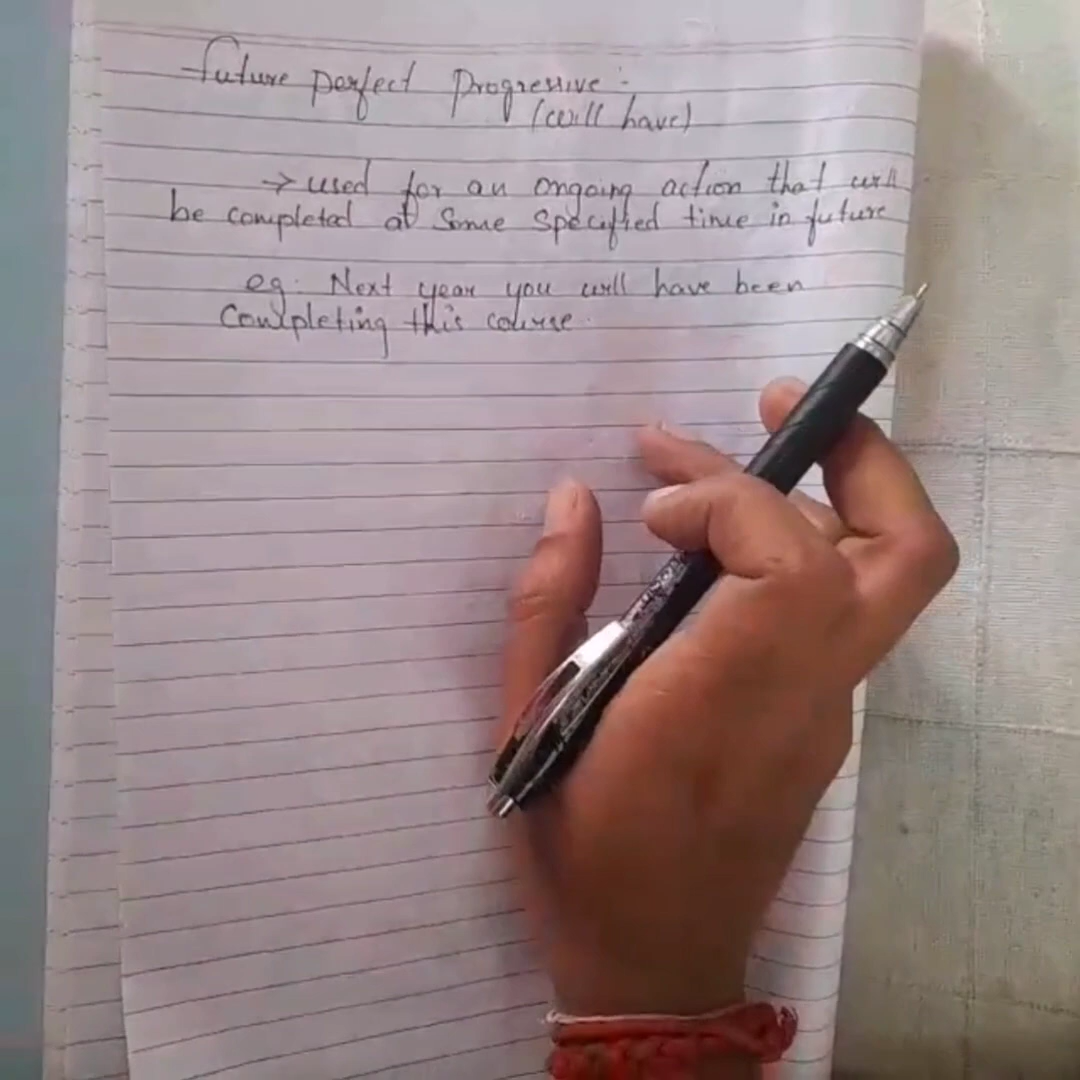 Future perfect Progressive :-
(will have)
→ used for an ongoing action that will
be completed at some specified time in future
eg. Next year you will have been
Completing this course.